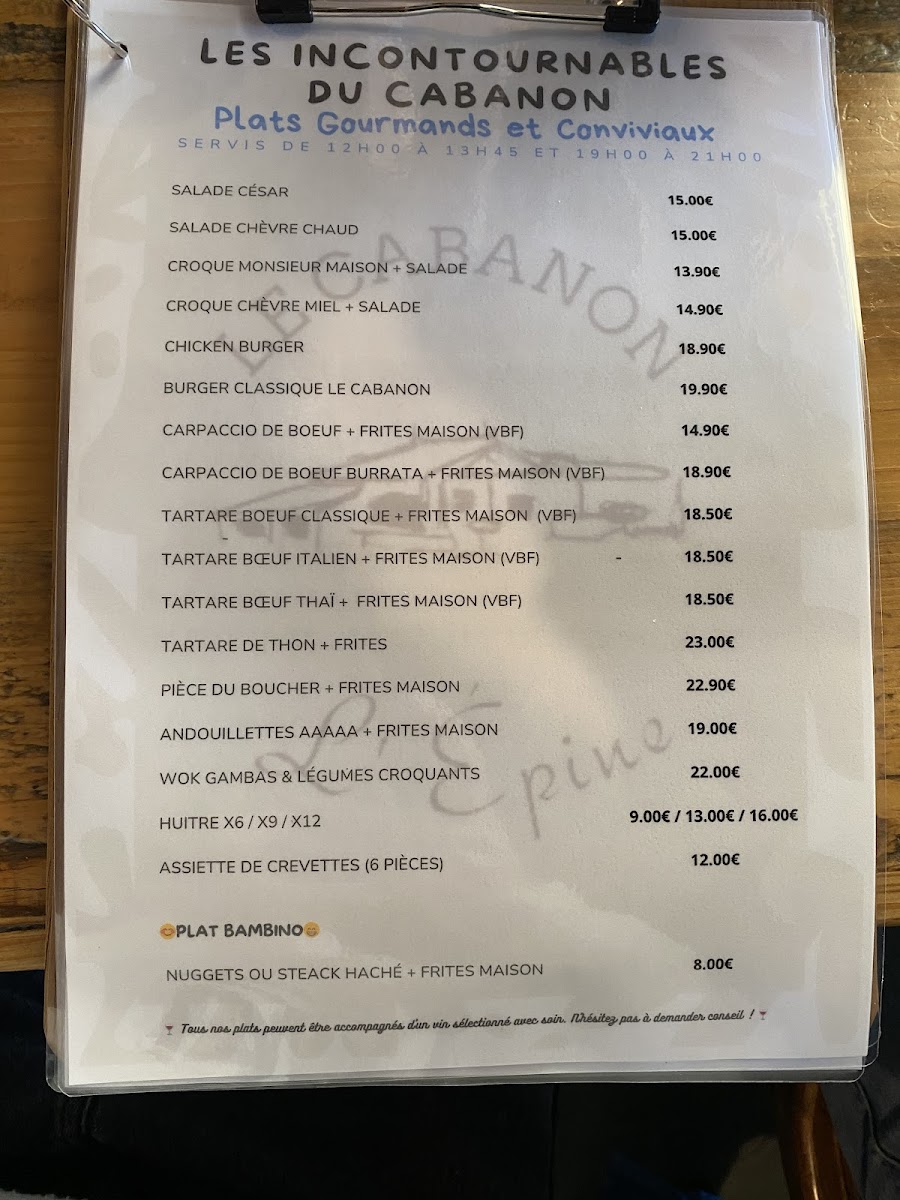 LES INCONTOURNABLES
DU CABANON
Plats Gourmands et Conviviaux
SERVIS DE 12H00 À 13H45 ET 19H00 À 21H00
SALADE CÉSAR 15.00€
SALADE CHÈVRE CHAUD 15.00€
CROQUE MONSIEUR MAISON + SALADE 13.90€
CROQUE CHÈVRE MIEL + SALADE 14.90€
CHICKEN BURGER 18.90€
BURGER CLASSIQUE LE CABANON 19.90€
CARPACCIO DE BOEUF + FRITES MAISON (VBF) 14.90€
CARPACCIO DE BOEUF BURRATA + FRITES MAISON (VBF) 18.90€
TARTARE BOEUF CLASSIQUE + FRITES MAISON (VBF) 18.50€
TARTARE BŒUF ITALIEN + FRITES MAISON (VBF) - 18.50€
TARTARE BŒUF THAÏ + FRITES MAISON (VBF) 18.50€
TARTARE DE THON + FRITES 23.00€
PIÈCE DU BOUCHER + FRITES MAISON 22.90€
ANDOUILLETTES AAAAA + FRITES MAISON 19.00€
WOK GAMBAS & LÉGUMES CROQUANTS 22.00€
HUITRE X6 / X9 / X12 9.00€ / 13.00€ / 16.00€
ASSIETTE DE CREVETTES (6 PIÈCES) 12.00€
PLAT BAMBINO
NUGGETS OU STEACK HACHÉ + FRITES MAISON 8.00€
Tous nos plats peuvent être accompagnés d'un vin sélectionné avec soin. N'hésitez pas à demander conseil !
LE CABANON
L'Épine